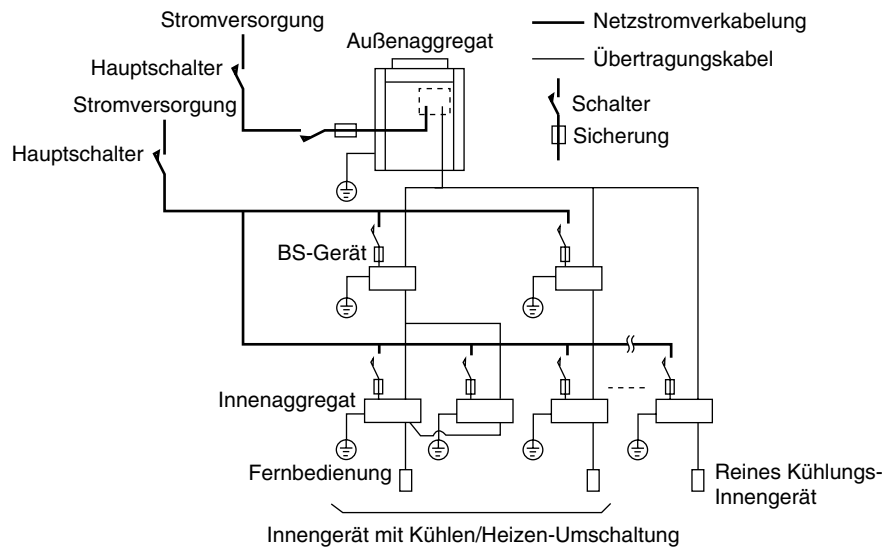 Stromversorgung
Netzstromverkabelung
Außenaggregat
Übertragungskabel
Hauptschalter
Stromversorgung
Schalter
Sicherung
Hauptschalter
BS-Gerät
Innenaggregat
Fernbedienung
Reines Kühlungs-
Innengerät
Innengerät mit Kühlen/Heizen-Umschaltung